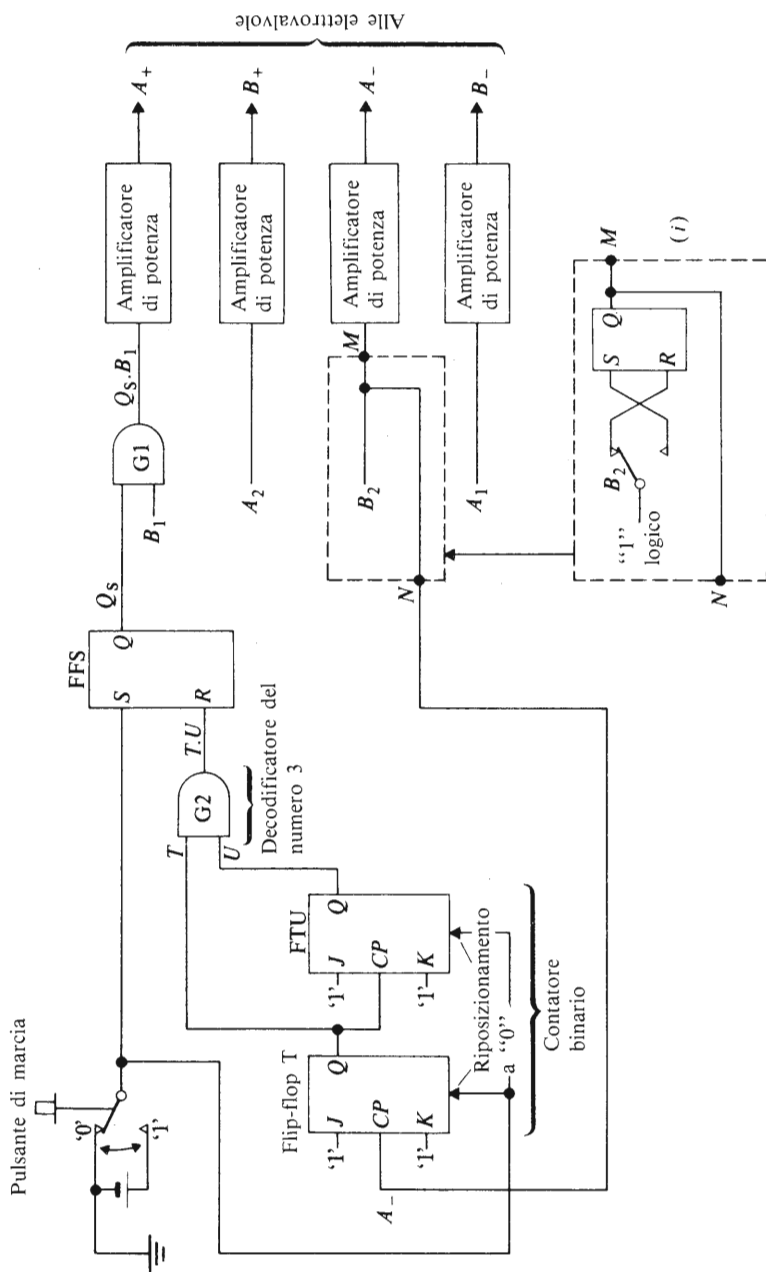 Pulsante di marcia
‘0’
‘1’
FFS
S
Q
R
Q_S
B_1
G1
Q_S.B_1
Amplificatore
di potenza
A_+
T.U
G2
T
U
Decodificatore del
numero 3
A_2
Amplificatore
di potenza
B_+
Alle elettrovalvole
Flip-flop T
‘1’
J
Q
CP
‘1’
K
A_−
FTU
‘1’
J
Q
CP
‘1’
K
Riposizionamento
a “0”
Contatore
binario
B_2
M
N
Amplificatore
di potenza
A_−
A_1
Amplificatore
di potenza
B_−
“1”
logico
B_2
S
Q
R
M
N
(i)